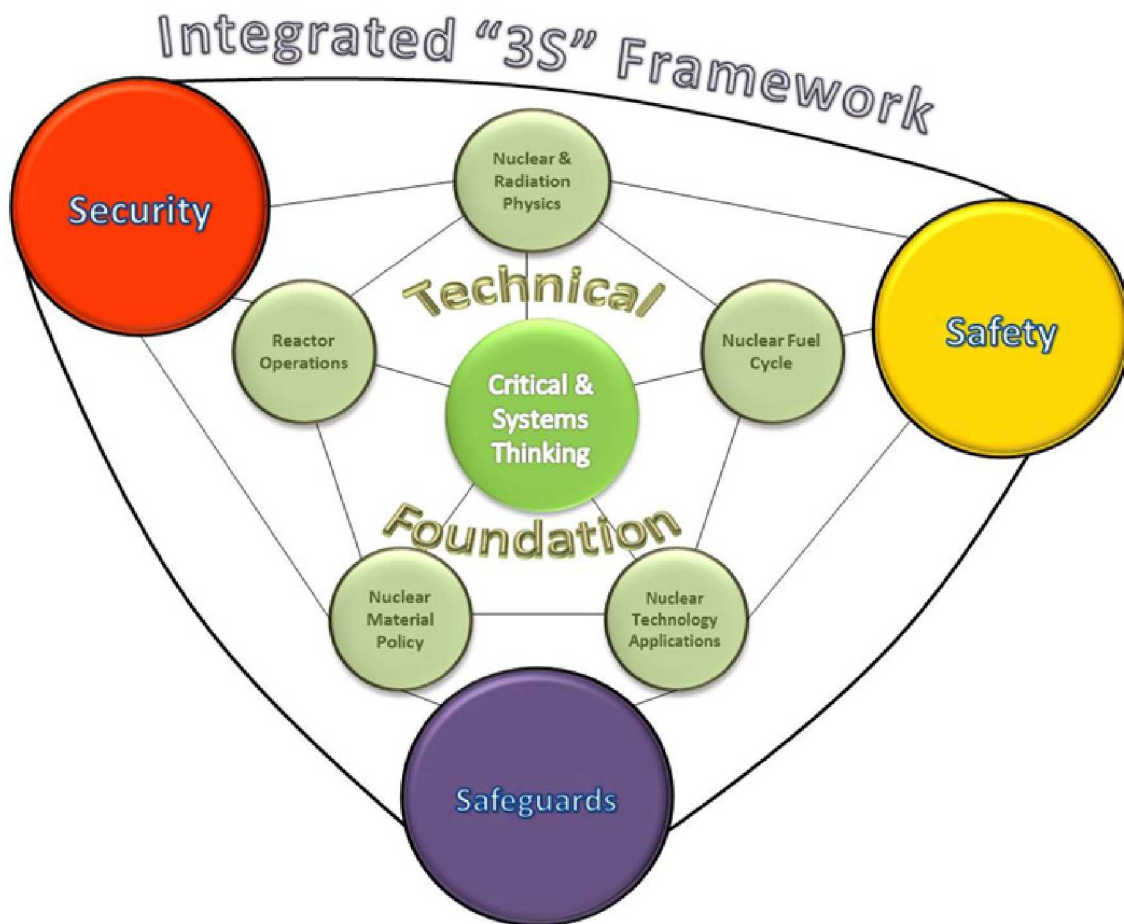 Integrated “3S” Framework
Security
Nuclear &
Radiation
Physics
Technical
Reactor
Operations
Critical &
Systems
Thinking
Nuclear Fuel
Cycle
Safety
Foundation
Nuclear
Material
Policy
Nuclear
Technology
Applications
Safeguards